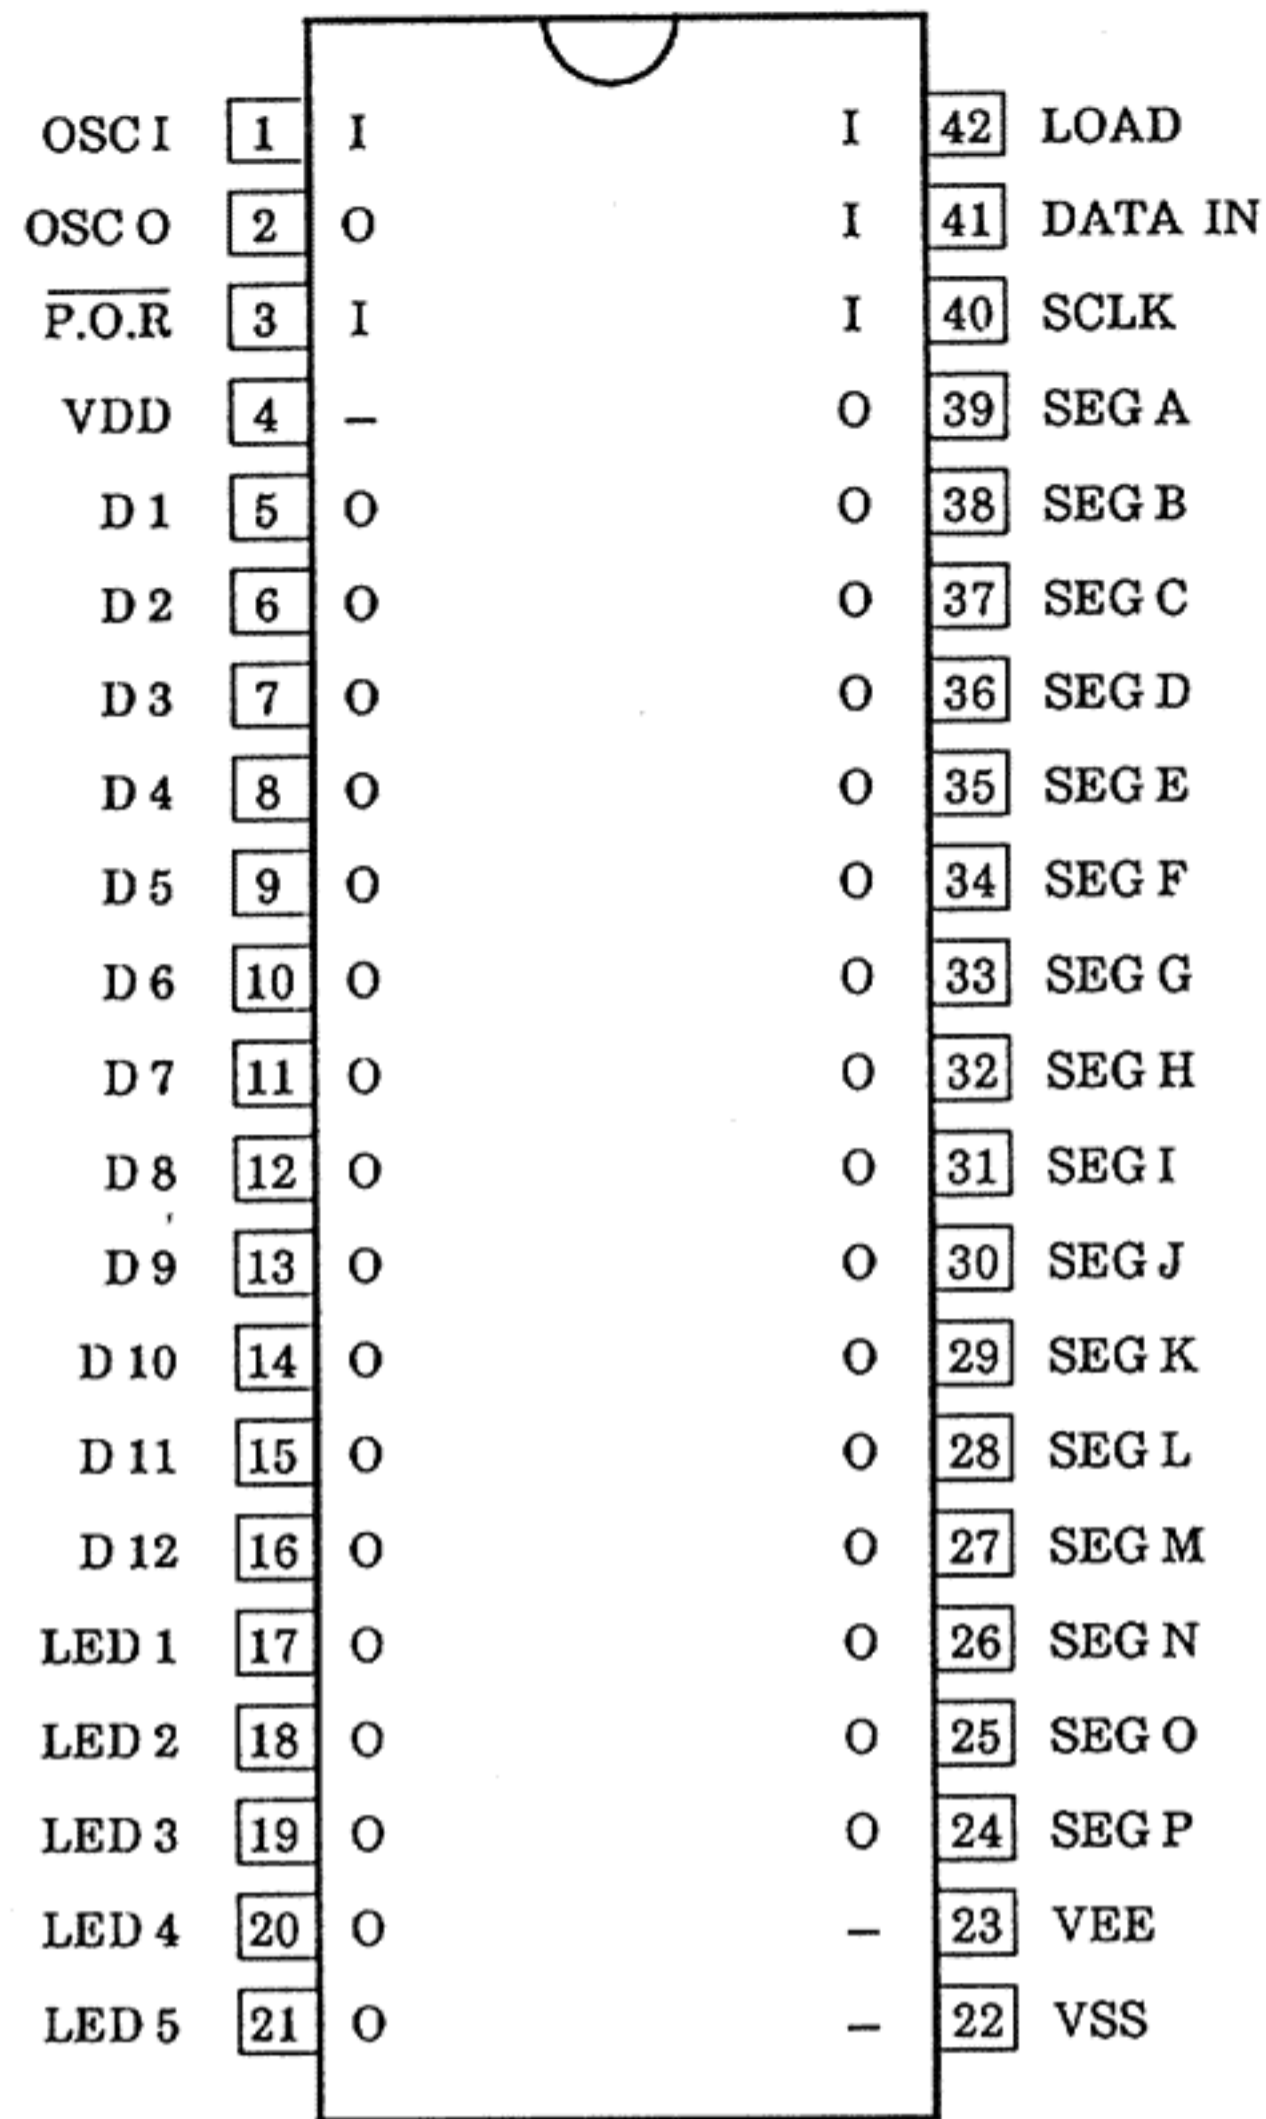 OSC I 1 I I 42 LOAD
OSC O 2 O I 41 DATA IN
P.O.R 3 I I 40 SCLK
VDD 4 – O 39 SEG A
D 1 5 O O 38 SEG B
D 2 6 O O 37 SEG C
D 3 7 O O 36 SEG D
D 4 8 O O 35 SEG E
D 5 9 O O 34 SEG F
D 6 10 O O 33 SEG G
D 7 11 O O 32 SEG H
D 8 12 O O 31 SEG I
D 9 13 O O 30 SEG J
D 10 14 O O 29 SEG K
D 11 15 O O 28 SEG L
D 12 16 O O 27 SEG M
LED 1 17 O O 26 SEG N
LED 2 18 O O 25 SEG O
LED 3 19 O O 24 SEG P
LED 4 20 O – 23 VEE
LED 5 21 O – 22 VSS